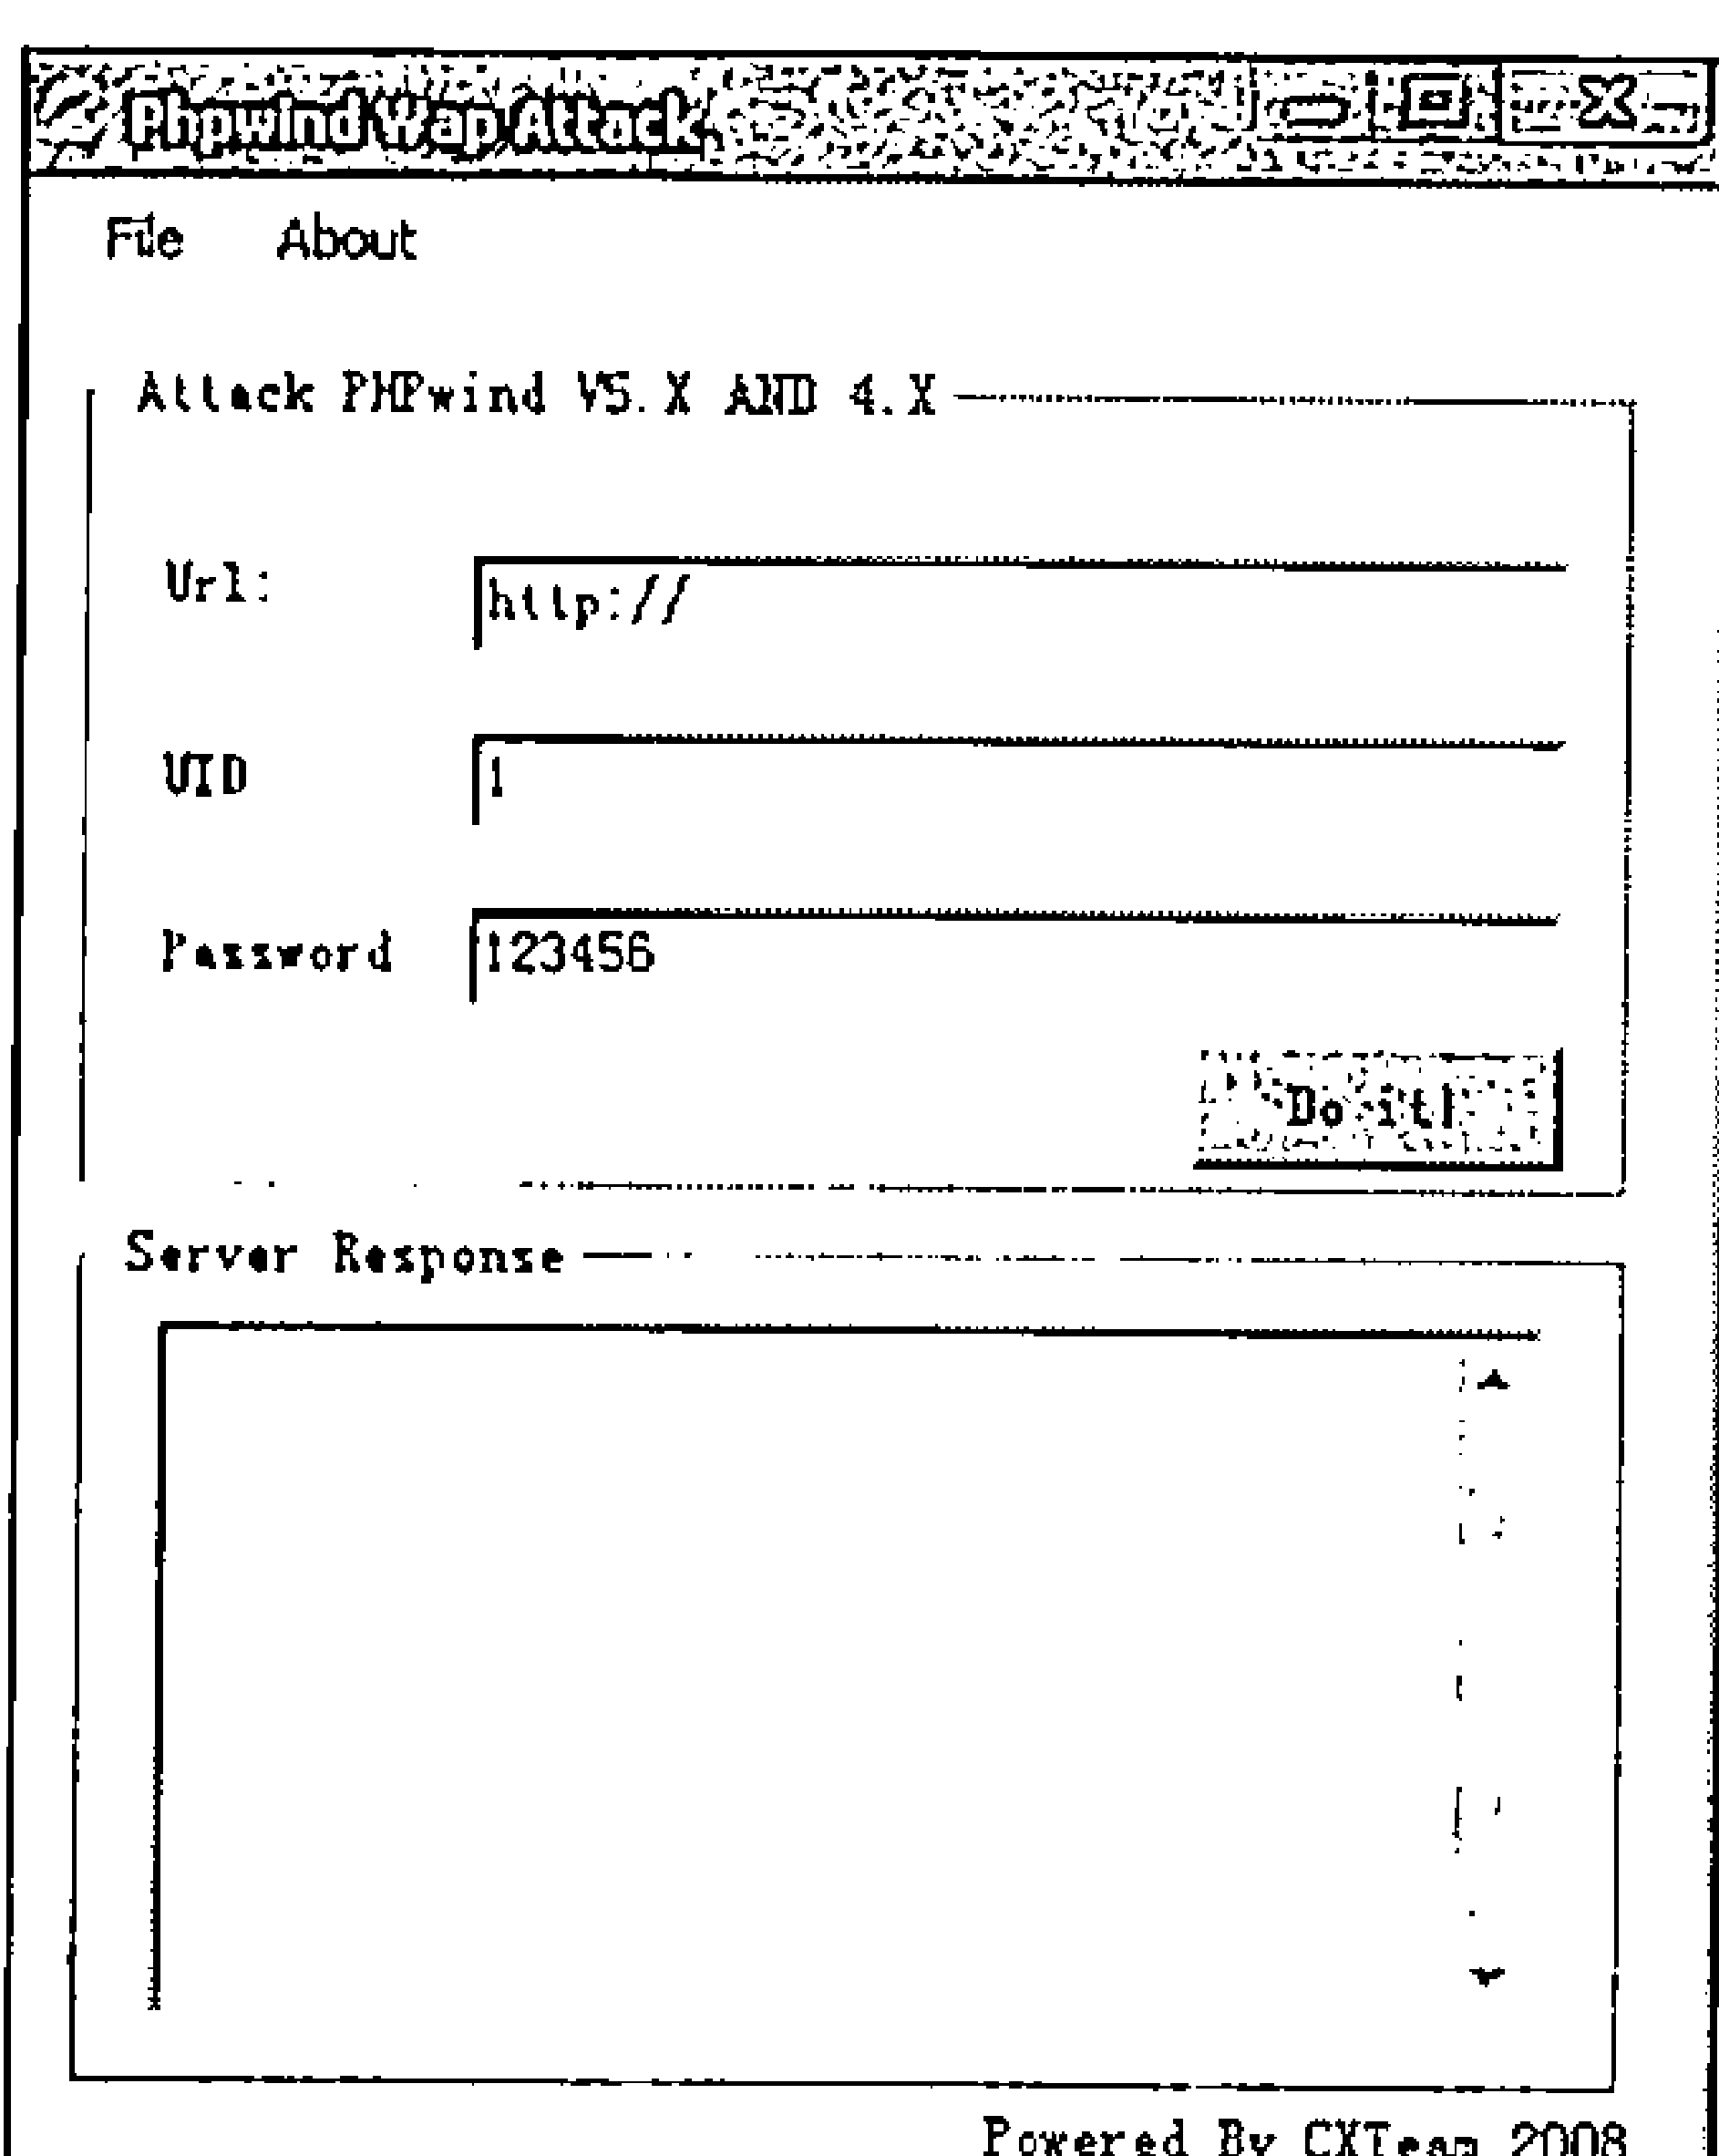 Phpwind Wap Attack
File About
Attack PHPwind V5.X AND 4.X
Url: http://
UID 1
Password 123456
Do it!
Server Response
Powered By CXTeam 2008